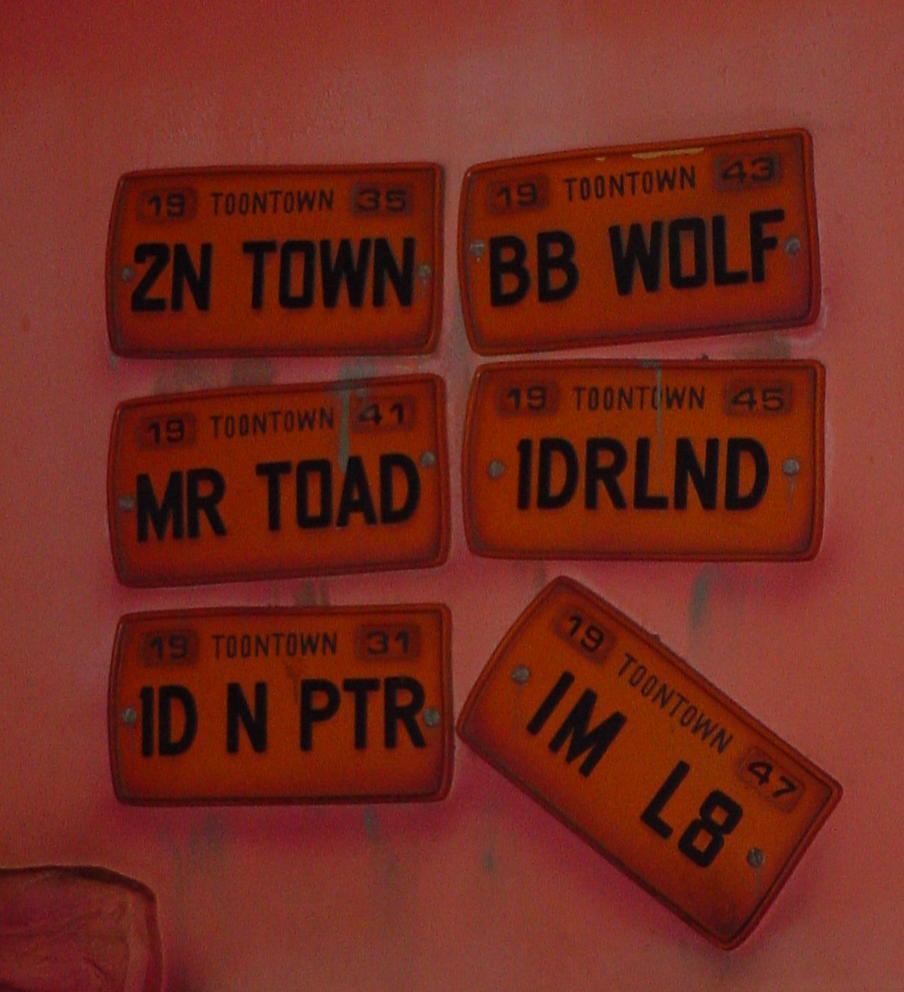 19 TOONTOWN 35
2N TOWN
19 TOONTOWN 43
BB WOLF
19 TOONTOWN 41
MR TOAD
19 TOONTOWN 45
1DRLND
19 TOONTOWN 31
1D N PTR
19 TOONTOWN 47
IM L8